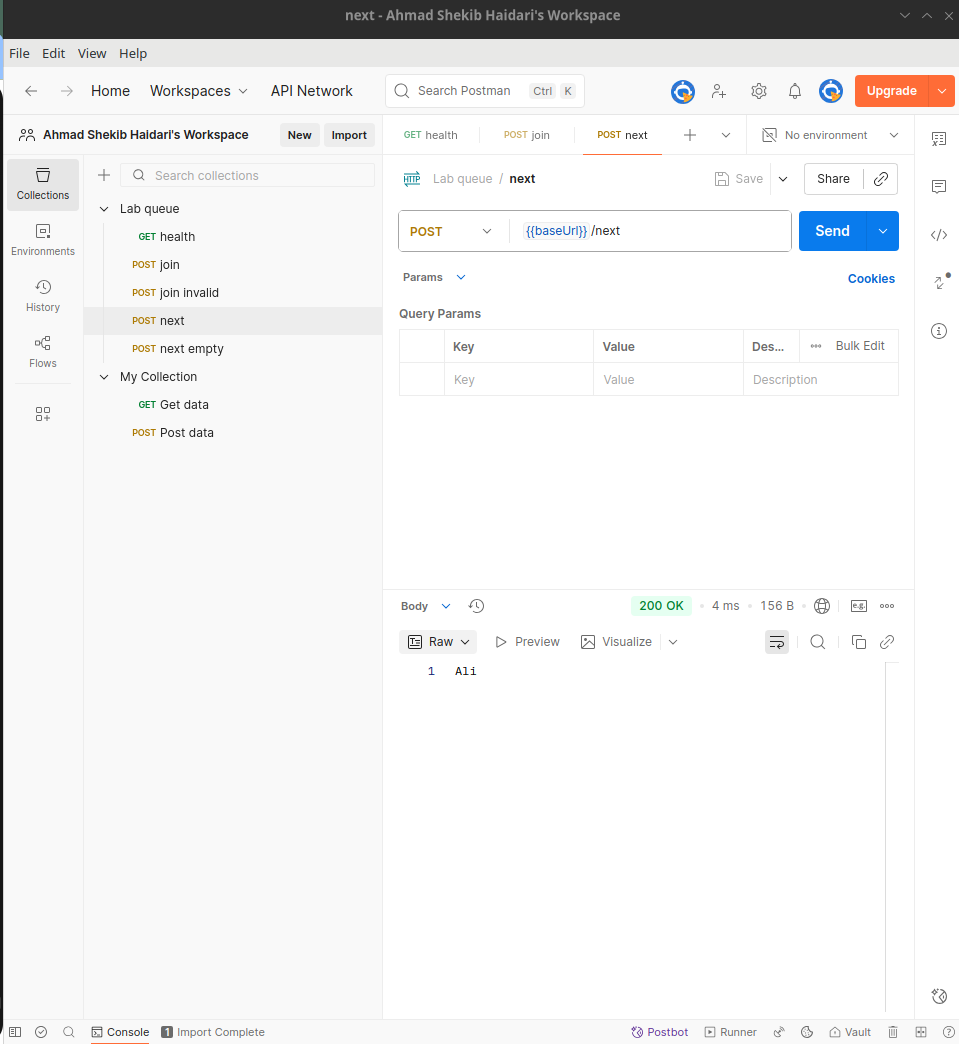 next - Ahmad Shekib Haidari's Workspace
File Edit View Help
Home Workspaces API Network Search Postman Ctrl K Upgrade
Ahmad Shekib Haidari's Workspace New Import
GET health POST join POST next No environment
Collections
Environments
History
Flows
Search collections
Lab queue
GET health
POST join
POST join invalid
POST next
POST next empty
My Collection
GET Get data
POST Post data
HTTP Lab queue / next Save Share
POST {{baseUrl}} /next Send
Params Cookies
Query Params
Key Value Des... Bulk Edit
Key Value Description
Body 200 OK 4 ms 156 B e.g.
Raw Preview Visualize
1 Ali
Console 1 Import Complete Postbot Runner Vault